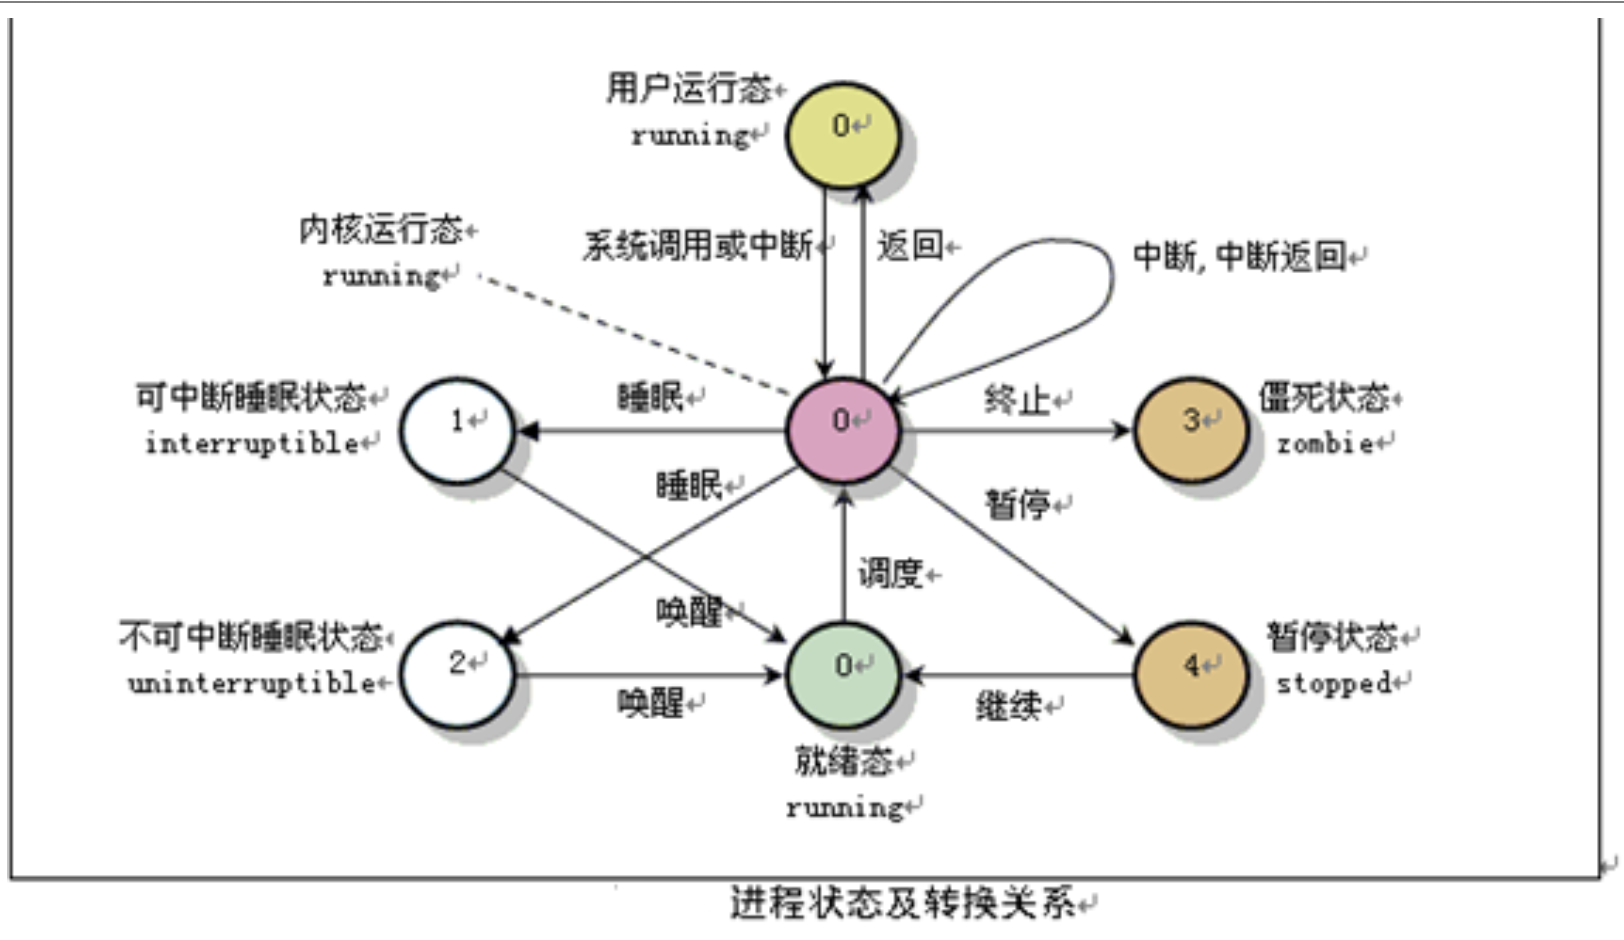 用户运行态
running
0
内核运行态
running
系统调用或中断
返回
中断, 中断返回
可中断睡眠状态
interruptible
1
睡眠
0
终止
3
僵死状态
zombie
睡眠
暂停
调度
唤醒
不可中断睡眠状态
uninterruptible
2
唤醒
0
继续
4
暂停状态
stopped
就绪态
running
进程状态及转换关系